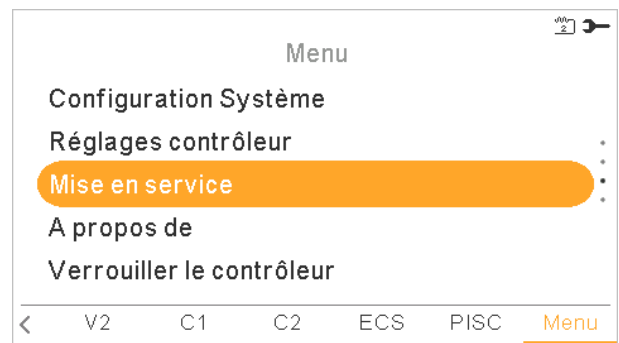 2
Menu
Configuration Système
Réglages contrôleur
Mise en service
A propos de
Verrouiller le contrôleur
< V2 C1 C2 ECS PISC Menu